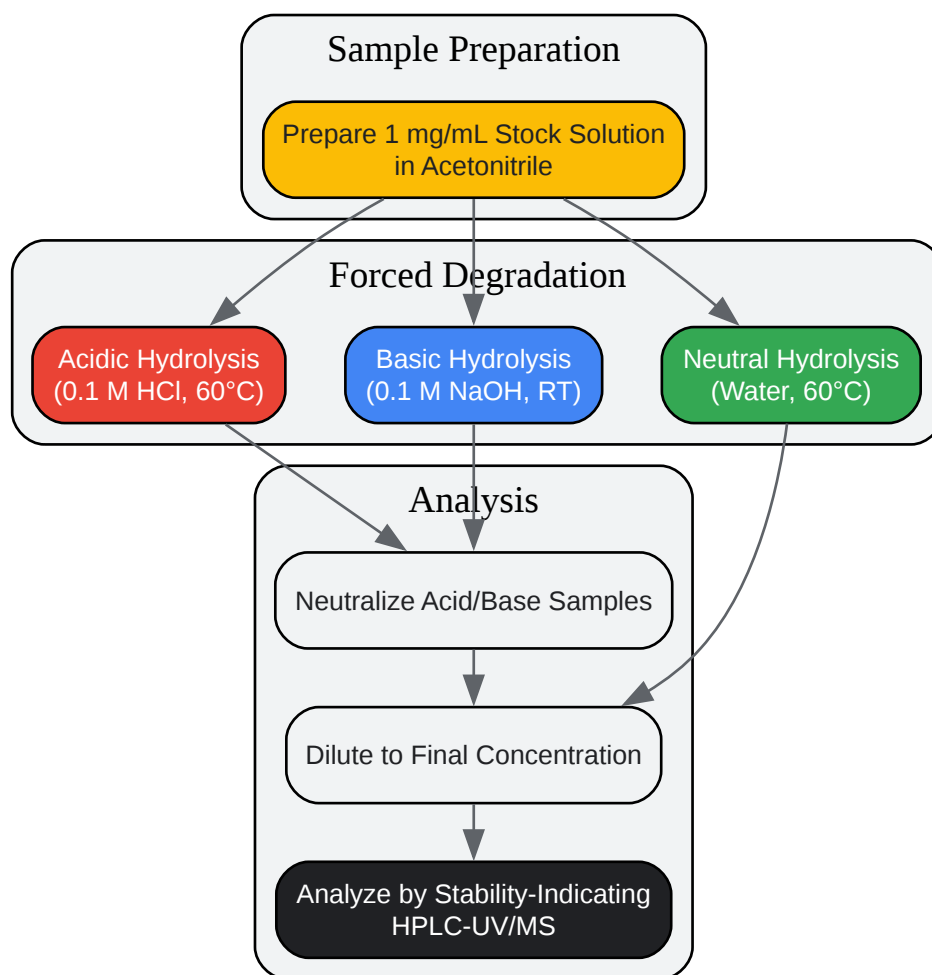 Sample Preparation
Prepare 1 mg/mL Stock Solution
in Acetonitrile
Forced Degradation
Acidic Hydrolysis
(0.1 M HCl, 60°C)
Basic Hydrolysis
(0.1 M NaOH, RT)
Neutral Hydrolysis
(Water, 60°C)
Analysis
Neutralize Acid/Base Samples
Dilute to Final Concentration
Analyze by Stability-Indicating
HPLC-UV/MS